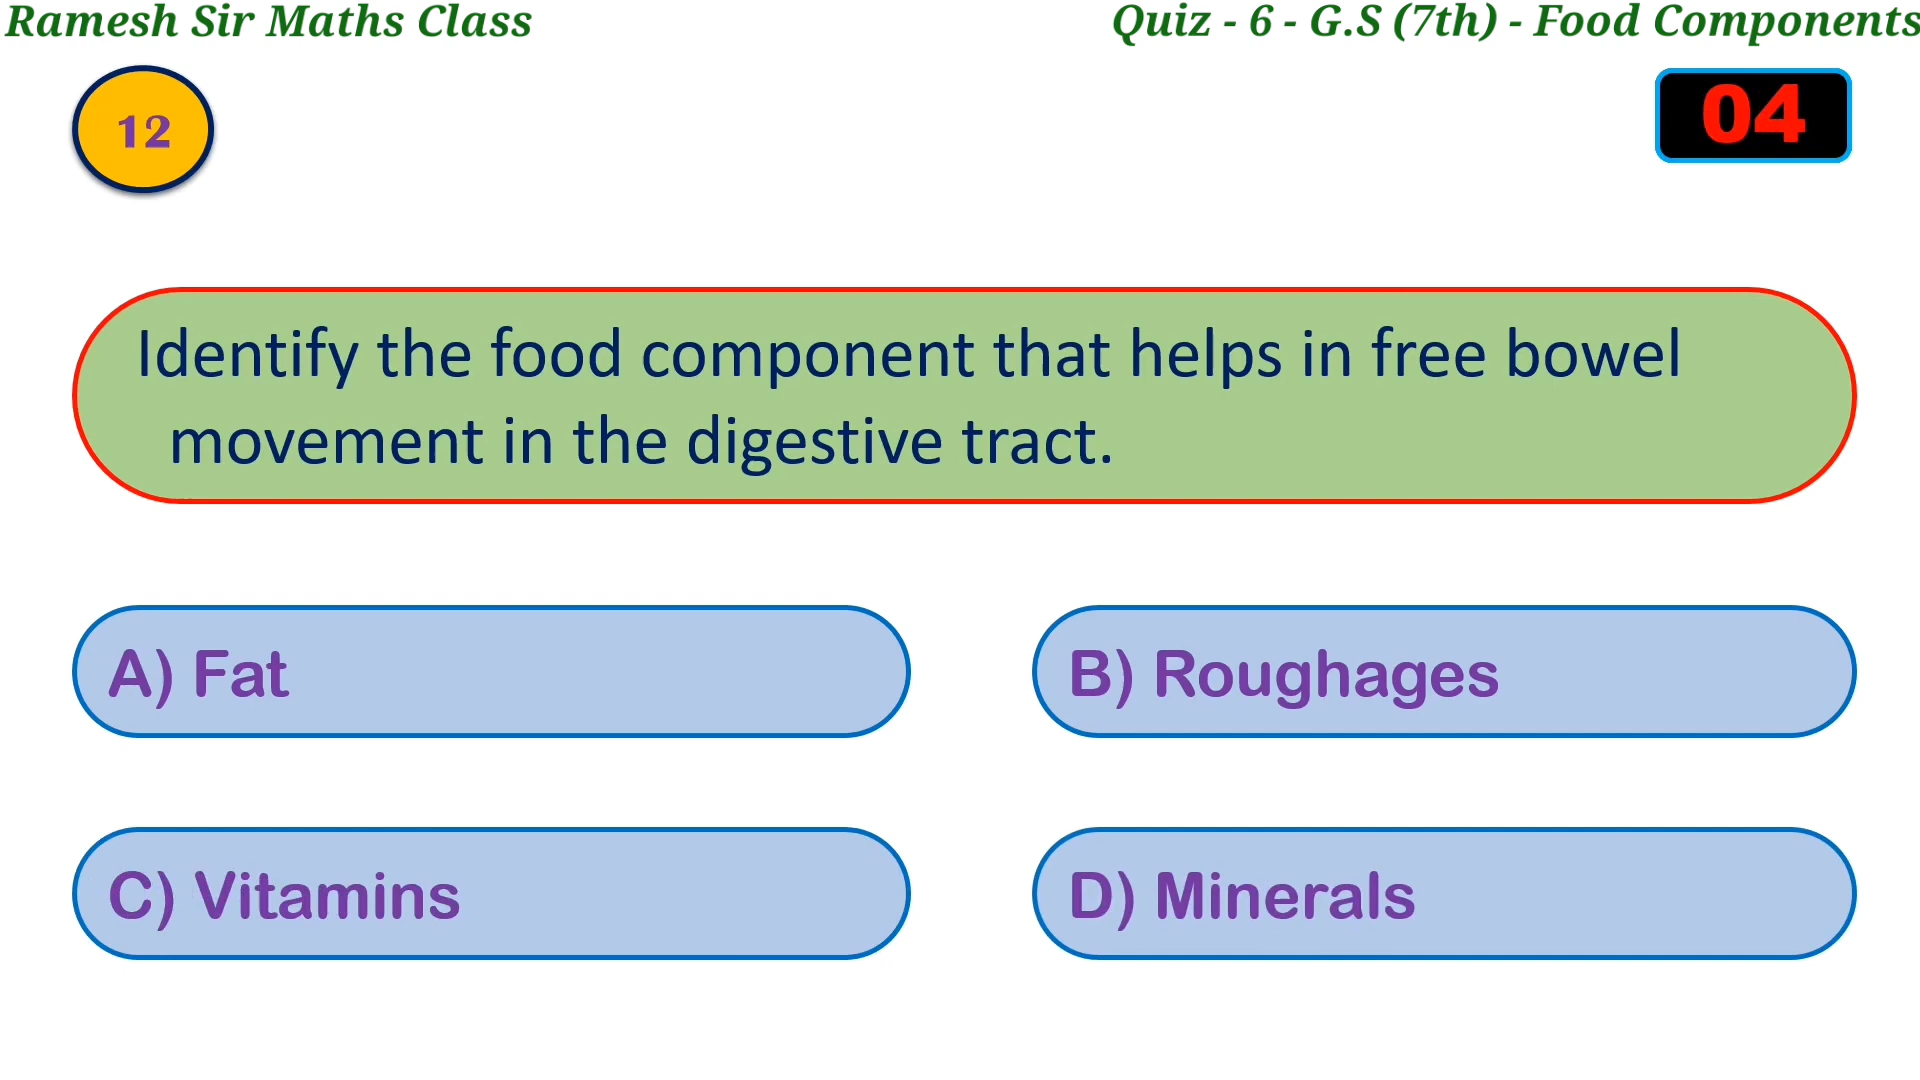 Ramesh Sir Maths Class
Quiz - 6 - G.S (7th) - Food Components
12
04
Identify the food component that helps in free bowel
movement in the digestive tract.
A) Fat
B) Roughages
C) Vitamins
D) Minerals